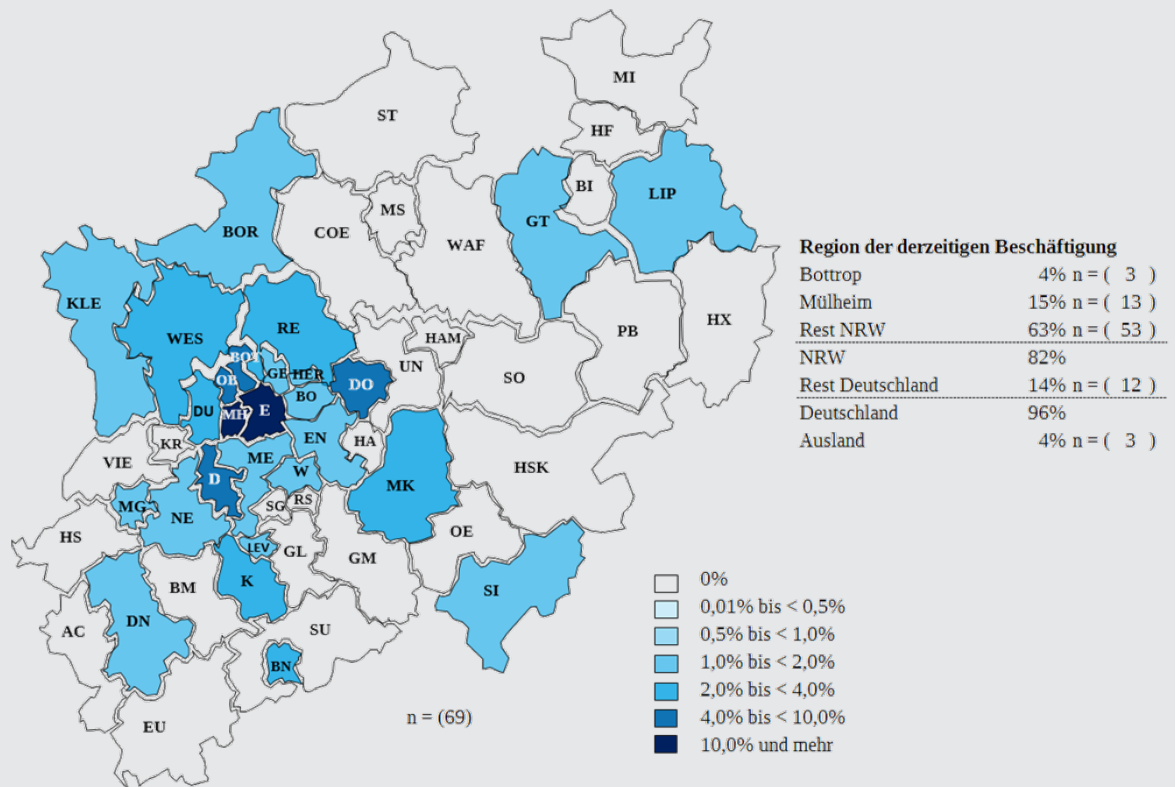 MI
ST
HF
BI
LIP
MS
GT
BOR
COE
WAF
KLE
RE
WES
HAM
PB
HX
BOT
UN
GE
HER
SO
OB
DO
BO
DU
MH
E
EN
HA
KR
ME
VIE
HSK
W
D
MK
SG
RS
MG
NE
OE
HS
LEV
GL
GM
K
BM
SI
DN
SU
AC
BN
EU
n = (69)
Region der derzeitigen Beschäftigung
Bottrop 4% n = ( 3 )
Mülheim 15% n = ( 13 )
Rest NRW 63% n = ( 53 )
NRW 82%
Rest Deutschland 14% n = ( 12 )
Deutschland 96%
Ausland 4% n = ( 3 )
0%
0,01% bis < 0,5%
0,5% bis < 1,0%
1,0% bis < 2,0%
2,0% bis < 4,0%
4,0% bis < 10,0%
10,0% und mehr